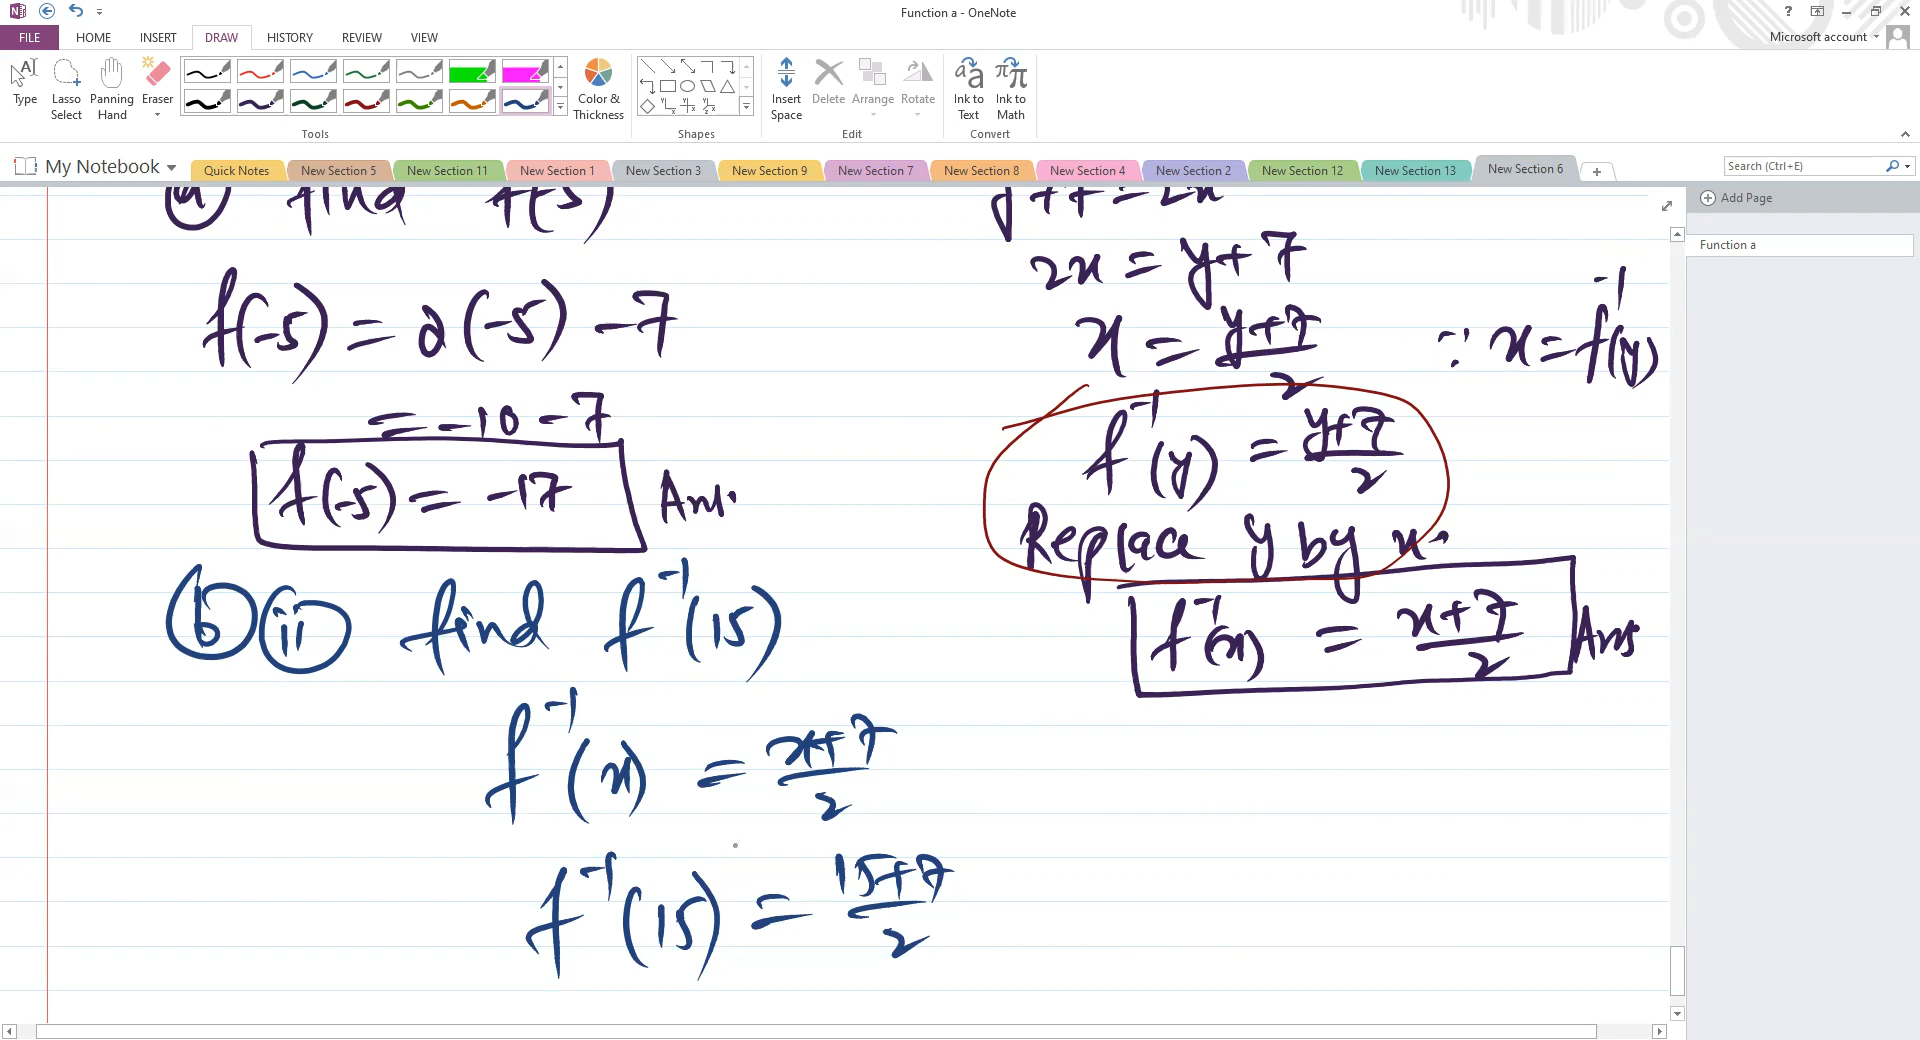 Function a - OneNote
?
Microsoft account
FILE HOME INSERT DRAW HISTORY REVIEW VIEW
Type
Lasso Select
Panning Hand
Eraser
Color & Thickness
Insert Space
Delete
Arrange
Rotate
Ink to Text
Ink to Math
Tools
Shapes
Edit
Convert
My Notebook
Quick Notes New Section 5 New Section 11 New Section 1 New Section 3 New Section 9 New Section 7 New Section 8 New Section 4 New Section 2 New Section 12 New Section 13 New Section 6 +
Search (Ctrl+E)
Add Page
Function a
(a) find f(-5)
f(-5) = 2(-5) - 7
= -10 - 7
f(-5) = -17 Ans.
(b) (ii) find f⁻¹(15)
f⁻¹(x) = (x+7)/2
f⁻¹(15) = (15+7)/2
y+7 = 2x
2x = y+7
x = (y+7)/2 ∵ x = f⁻¹(y)
f⁻¹(y) = (y+7)/2
Replace y by x.
f⁻¹(x) = (x+7)/2 Ans